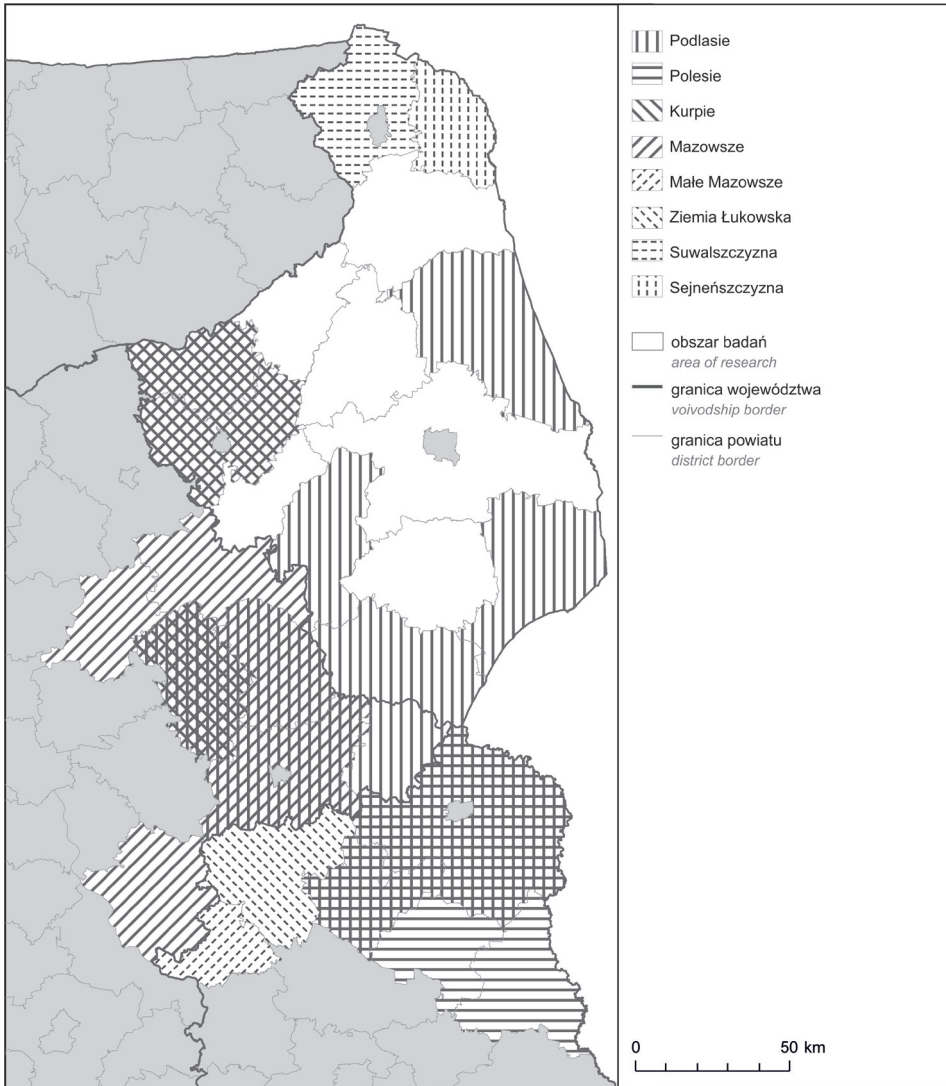 Podlasie
Polesie
Kurpie
Mazowsze
Małe Mazowsze
Ziemia Łukowska
Suwalszczyzna
Sejneńszczyzna
obszar badań
area of research
granica województwa
voivodship border
granica powiatu
district border
0 50 km